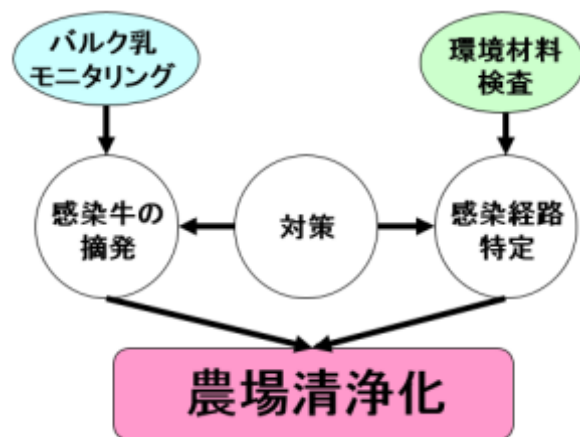 バルク乳
モニタリング
環境材料
検査
感染牛の
摘発
対策
感染経路
特定
農場清浄化